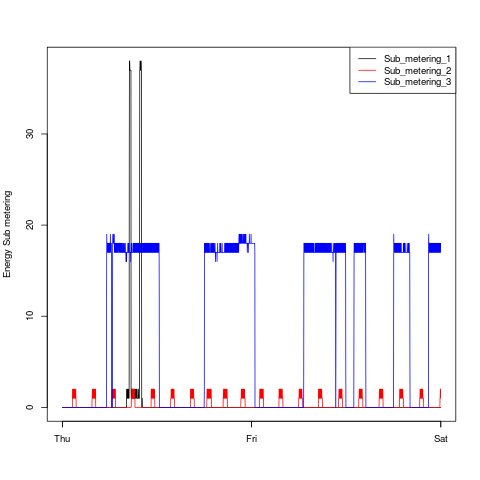 Sub_metering_1
Sub_metering_2
Sub_metering_3
Energy Sub metering
30
20
10
0
Thu
Fri
Sat